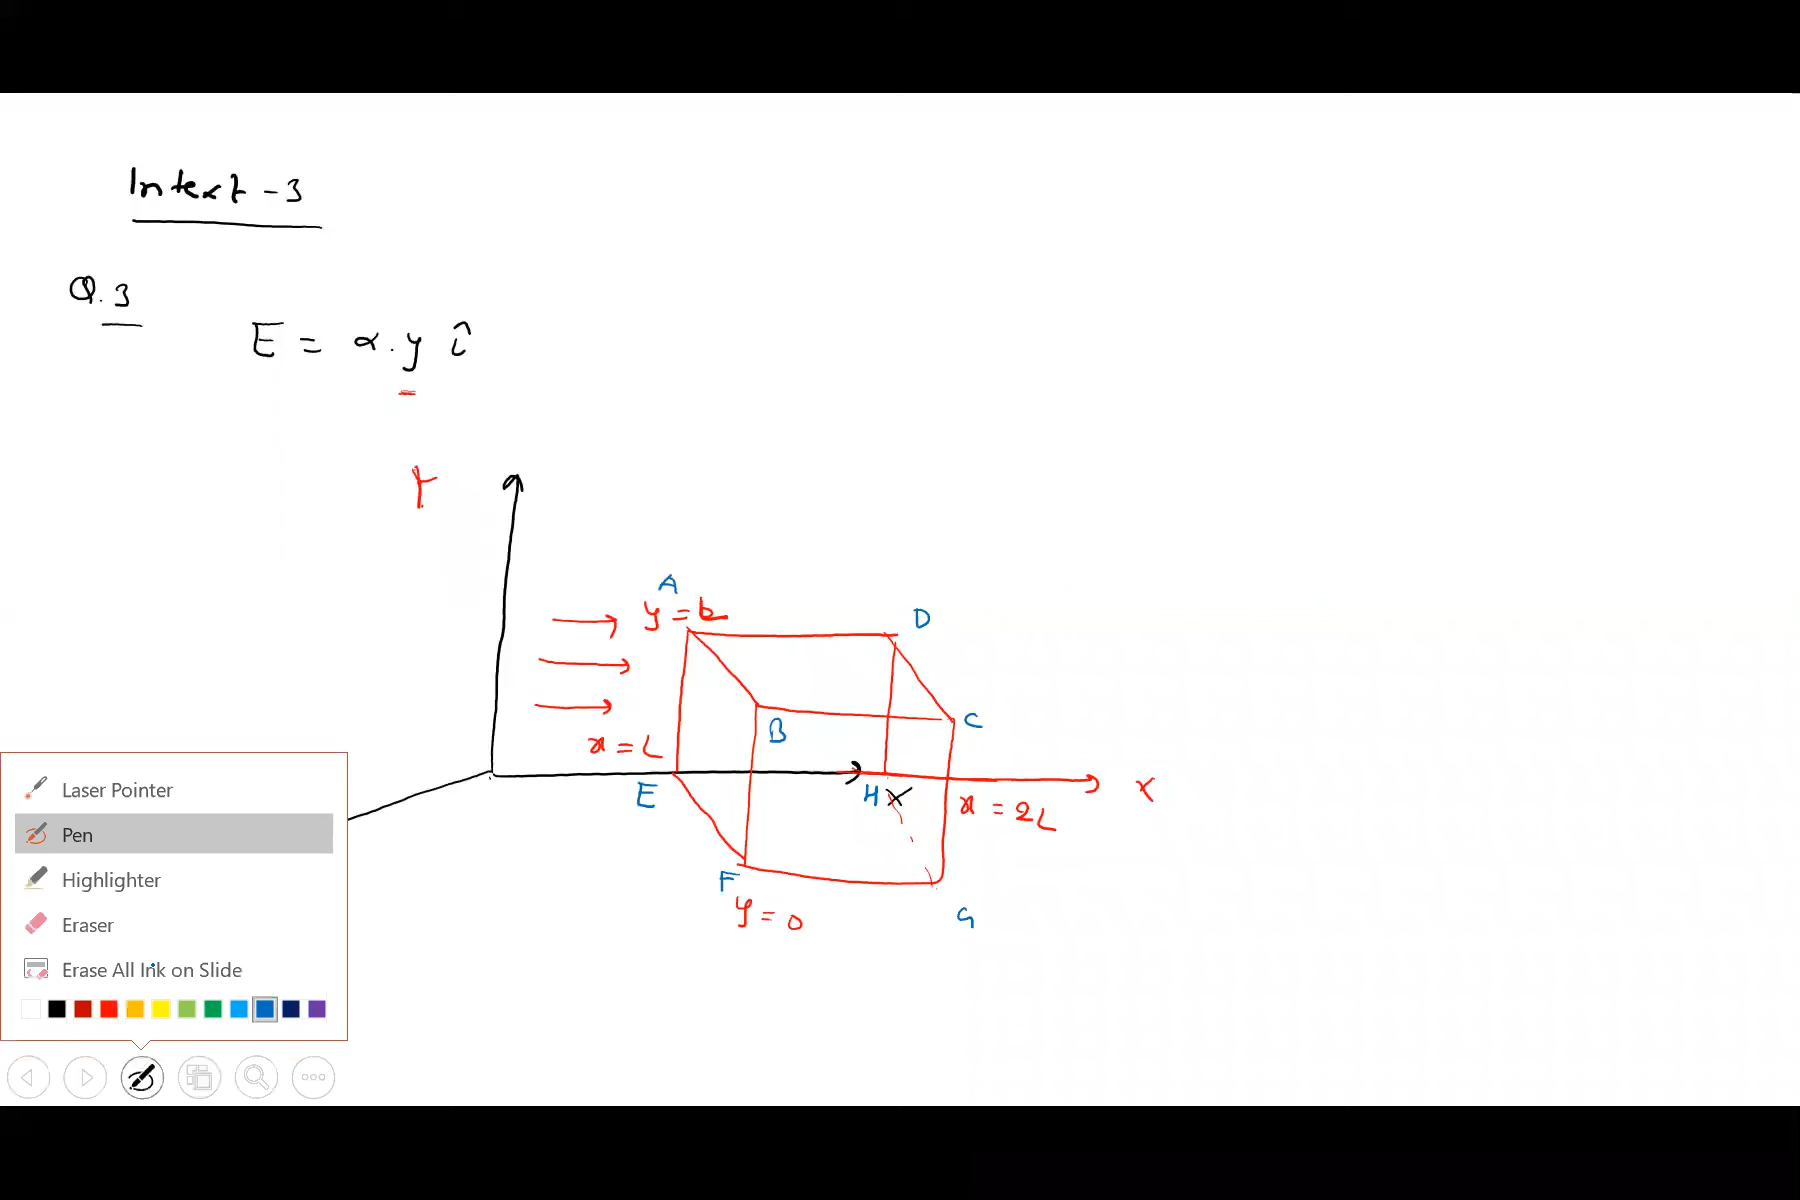 Intext - 3
Q. 3
E = α . y î
Y
A
y = L
D
B
C
x = L
E
H X
x = 2L
X
F
y = 0
G
Laser Pointer
Pen
Highlighter
Eraser
Erase All Ink on Slide